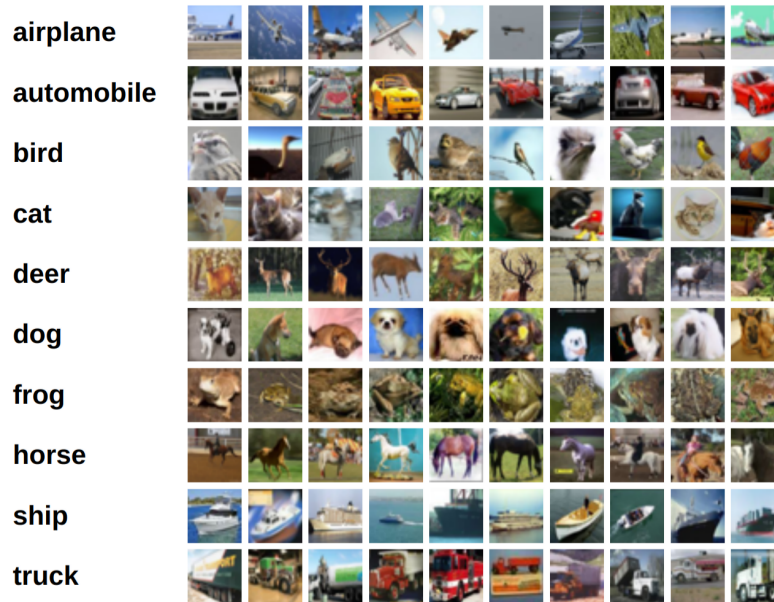 airplane
automobile
bird
cat
deer
dog
frog
horse
ship
truck